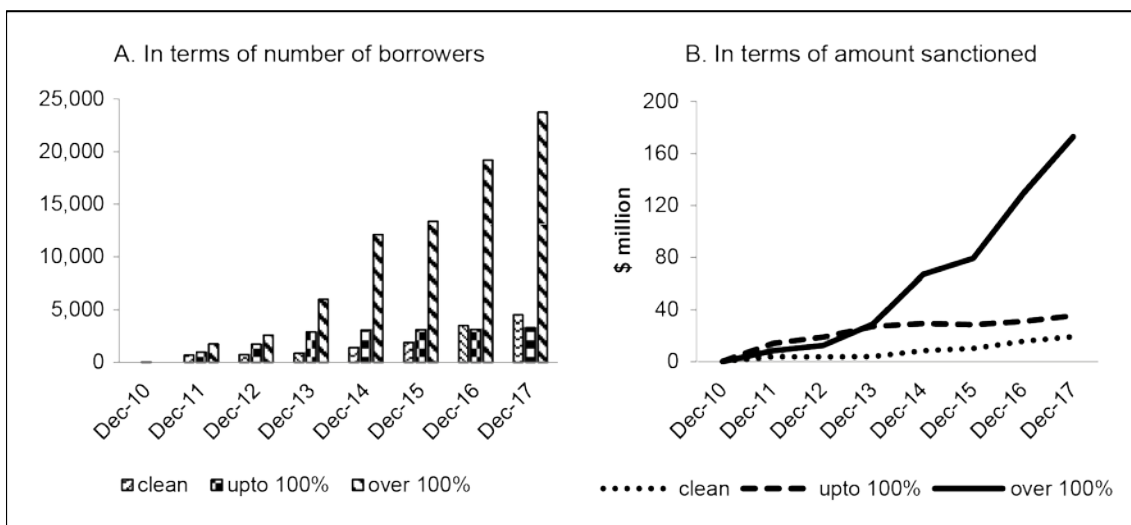 A. In terms of number of borrowers
25,000
20,000
15,000
10,000
5,000
0
Dec-10
Dec-11
Dec-12
Dec-13
Dec-14
Dec-15
Dec-16
Dec-17
clean upto 100% over 100%
B. In terms of amount sanctioned
$ million
200
160
120
80
40
0
Dec-10
Dec-11
Dec-12
Dec-13
Dec-14
Dec-15
Dec-16
Dec-17
clean upto 100% over 100%